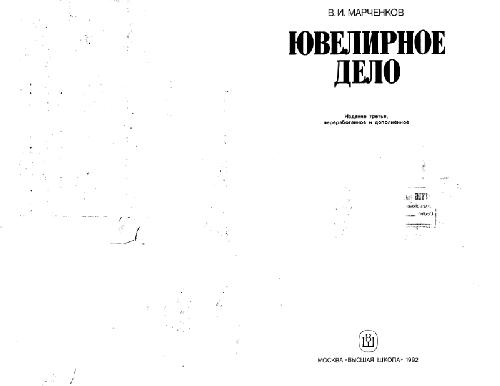 В. И. МАРЧЕНКОВ
ЮВЕЛИРНОЕ
ДЕЛО
Издание третье,
переработанное и дополненное
МОСКВА «ВЫСШАЯ ШКОЛА» 1992